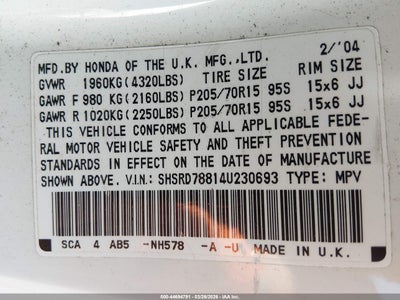 MFD.BY HONDA OF THE U.K. MFG.,LTD. 2/'04
GVWR 1960KG(4320LBS) TIRE SIZE RIM SIZE
GAWR F 980 KG(2160LBS) P205/70R15 95S 15x6 JJ
GAWR R 1020KG(2250LBS) P205/70R15 95S 15x6 JJ
THIS VEHICLE CONFORMS TO ALL APPLICABLE FEDE-
RAL MOTOR VEHICLE SAFETY AND THEFT PREVENTION
STANDARDS IN EFFECT ON THE DATE OF MANUFACTURE
SHOWN ABOVE. V.I.N.: SHSRD78814U230693 TYPE: MPV
SCA 4 AB5 -NH578 -A -U MADE IN U.K.